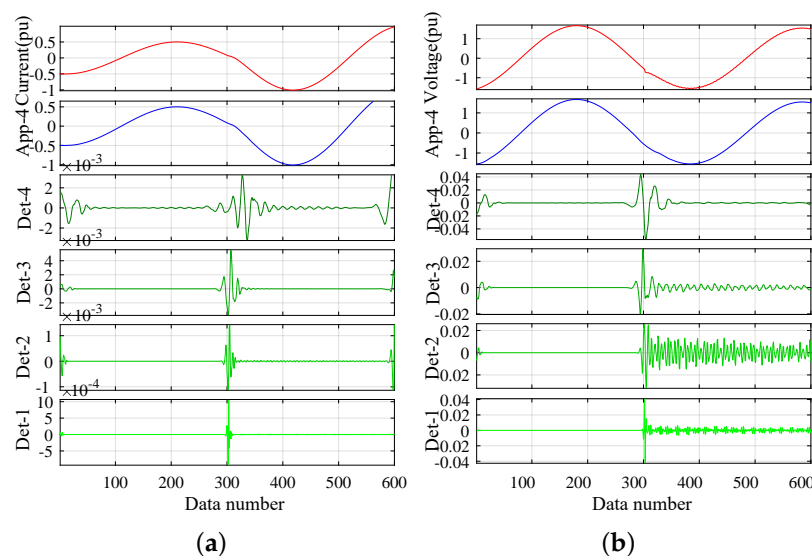 Current(pu)
0.5
0
-0.5
-1
App-4
0.5
0
-0.5
-1
×10⁻³
Det-4
2
0
-2
×10⁻³
Det-3
4
2
0
-2
×10⁻³
Det-2
1
0
-1
×10⁻⁴
Det-1
10
5
0
-5
0 100 200 300 400 500 600
Data number
(a)
Voltage(pu)
1
0
-1
App-4
1
0
-1
Det-4
0.04
0.02
0
-0.02
-0.04
Det-3
0.02
0
-0.02
Det-2
0.02
0
-0.02
Det-1
0.04
0.02
0
-0.02
-0.04
100 200 300 400 500 600
Data number
(b)